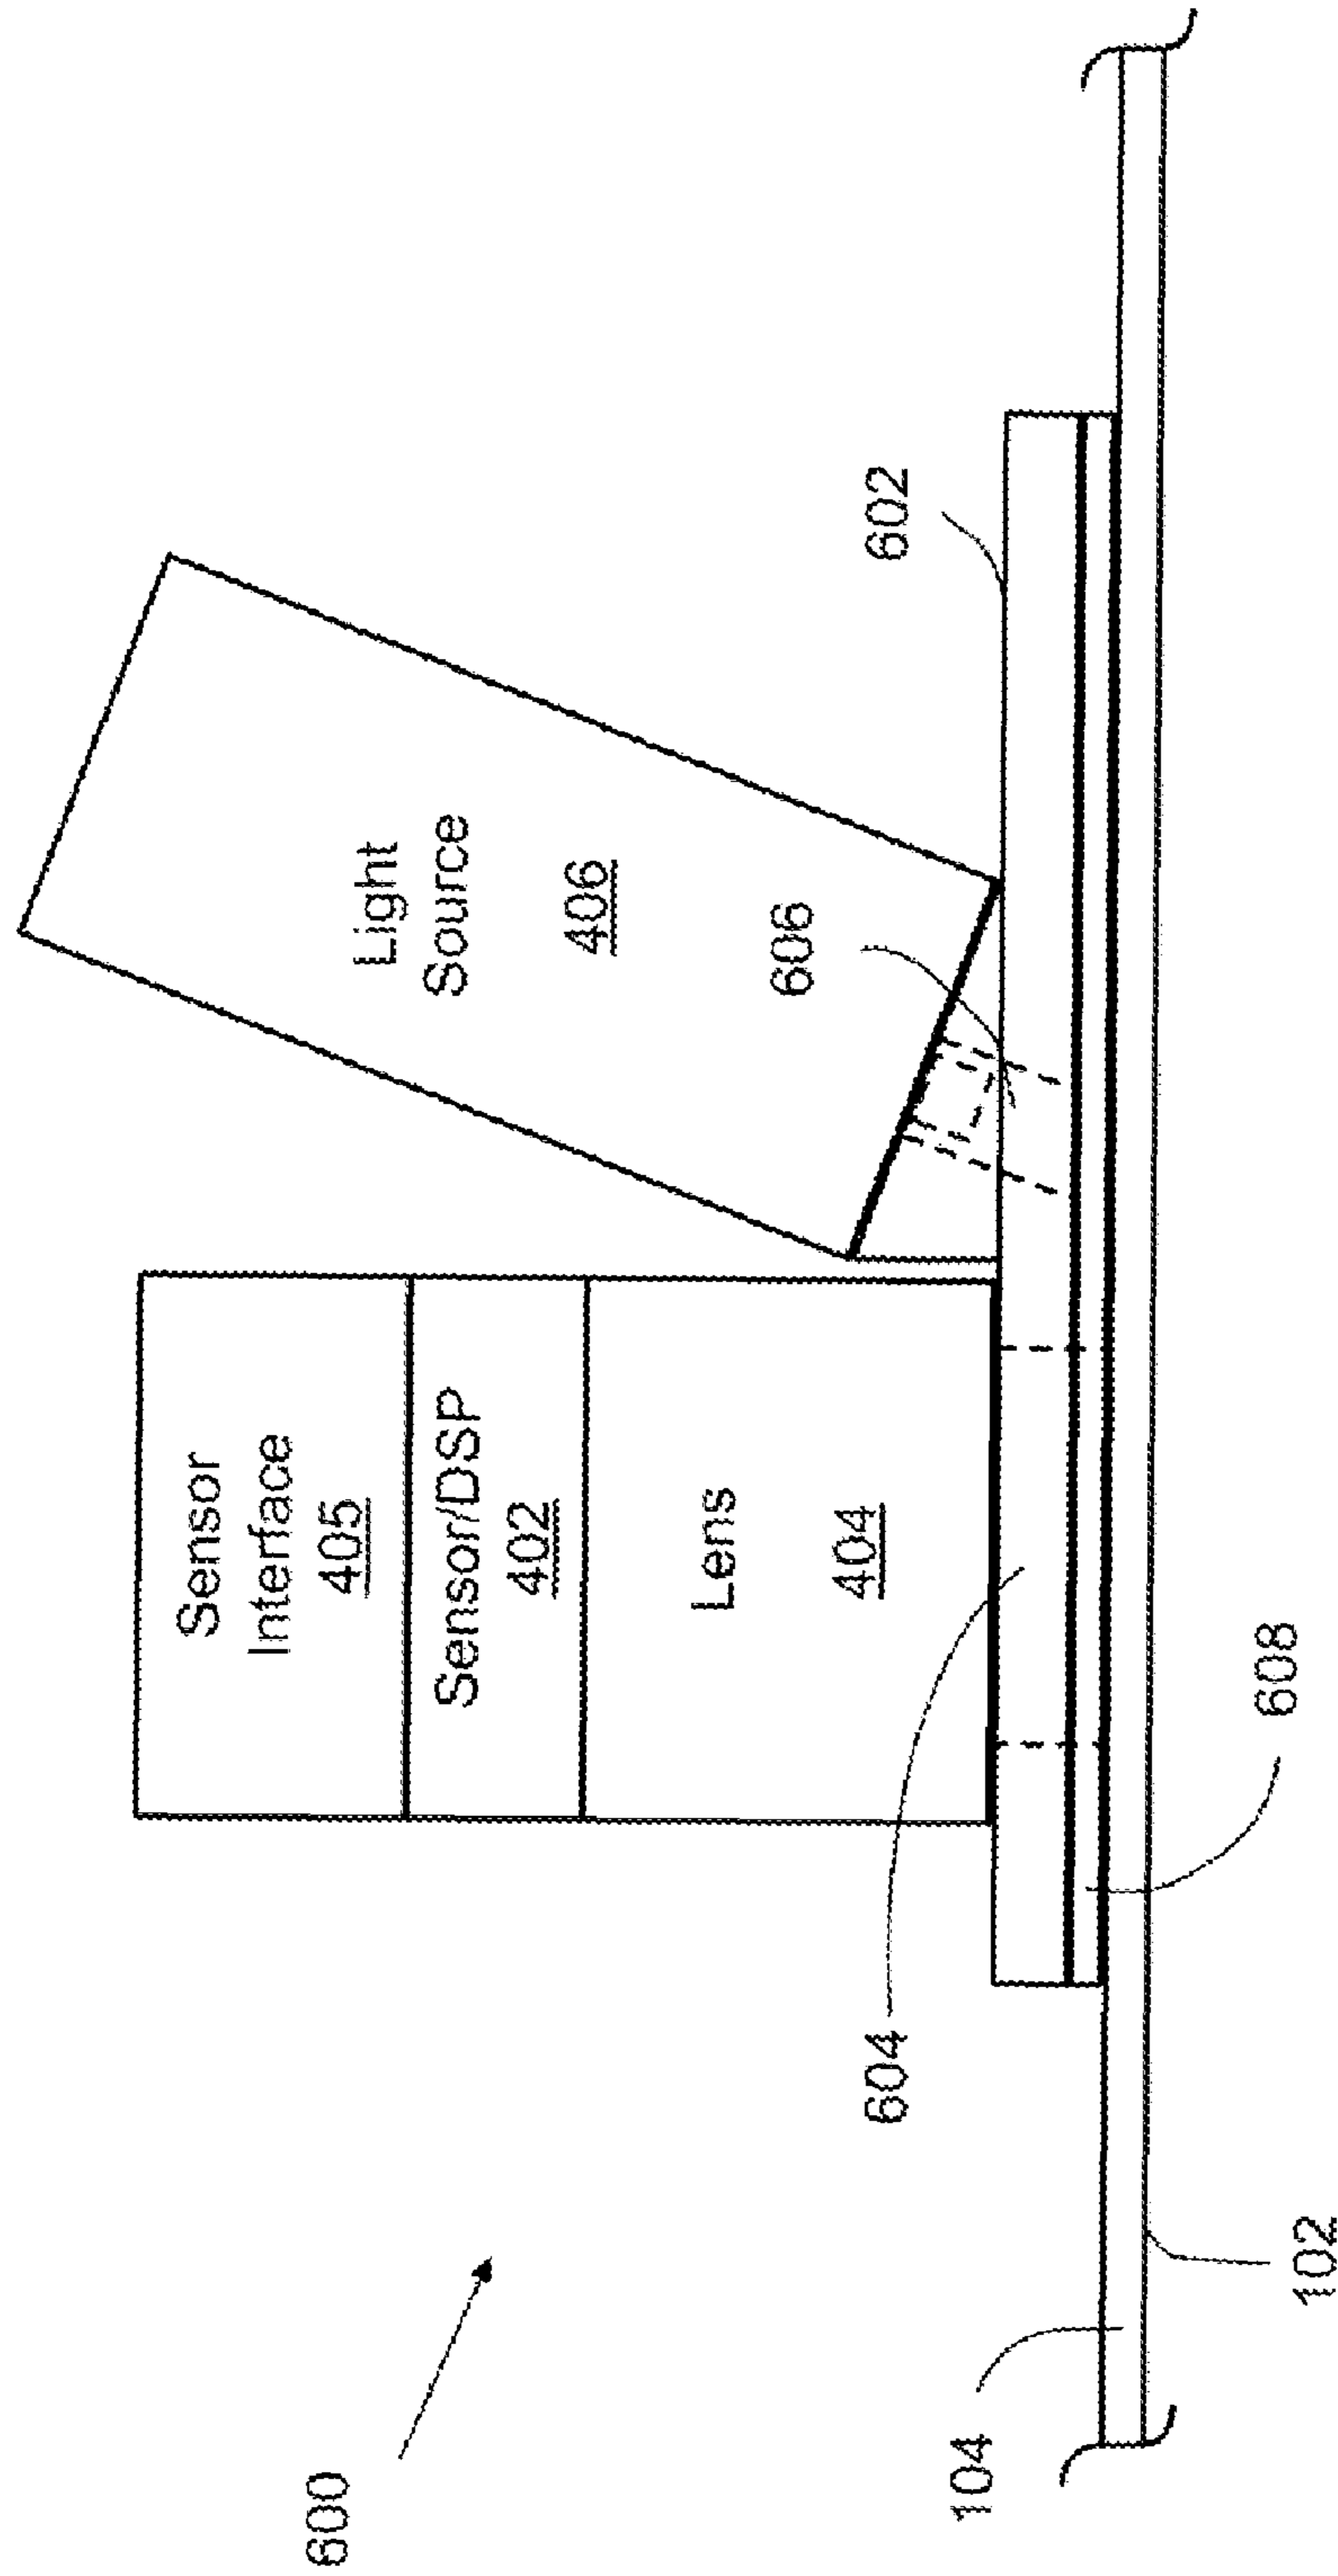 600
Sensor
Interface
405
Sensor/DSP
402
Lens
404
Light
Source
406
606
602
604
608
104
102